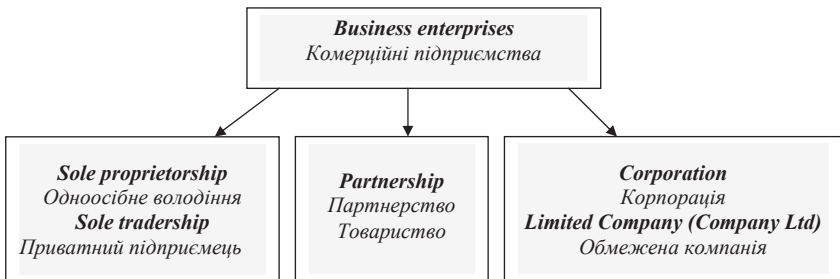 Business enterprises
Комерційні підприємства
Sole proprietorship
Одноосібне володіння
Sole tradership
Приватний підприємець
Partnership
Партнерство
Товариство
Corporation
Корпорація
Limited Company (Company Ltd)
Обмежена компанія